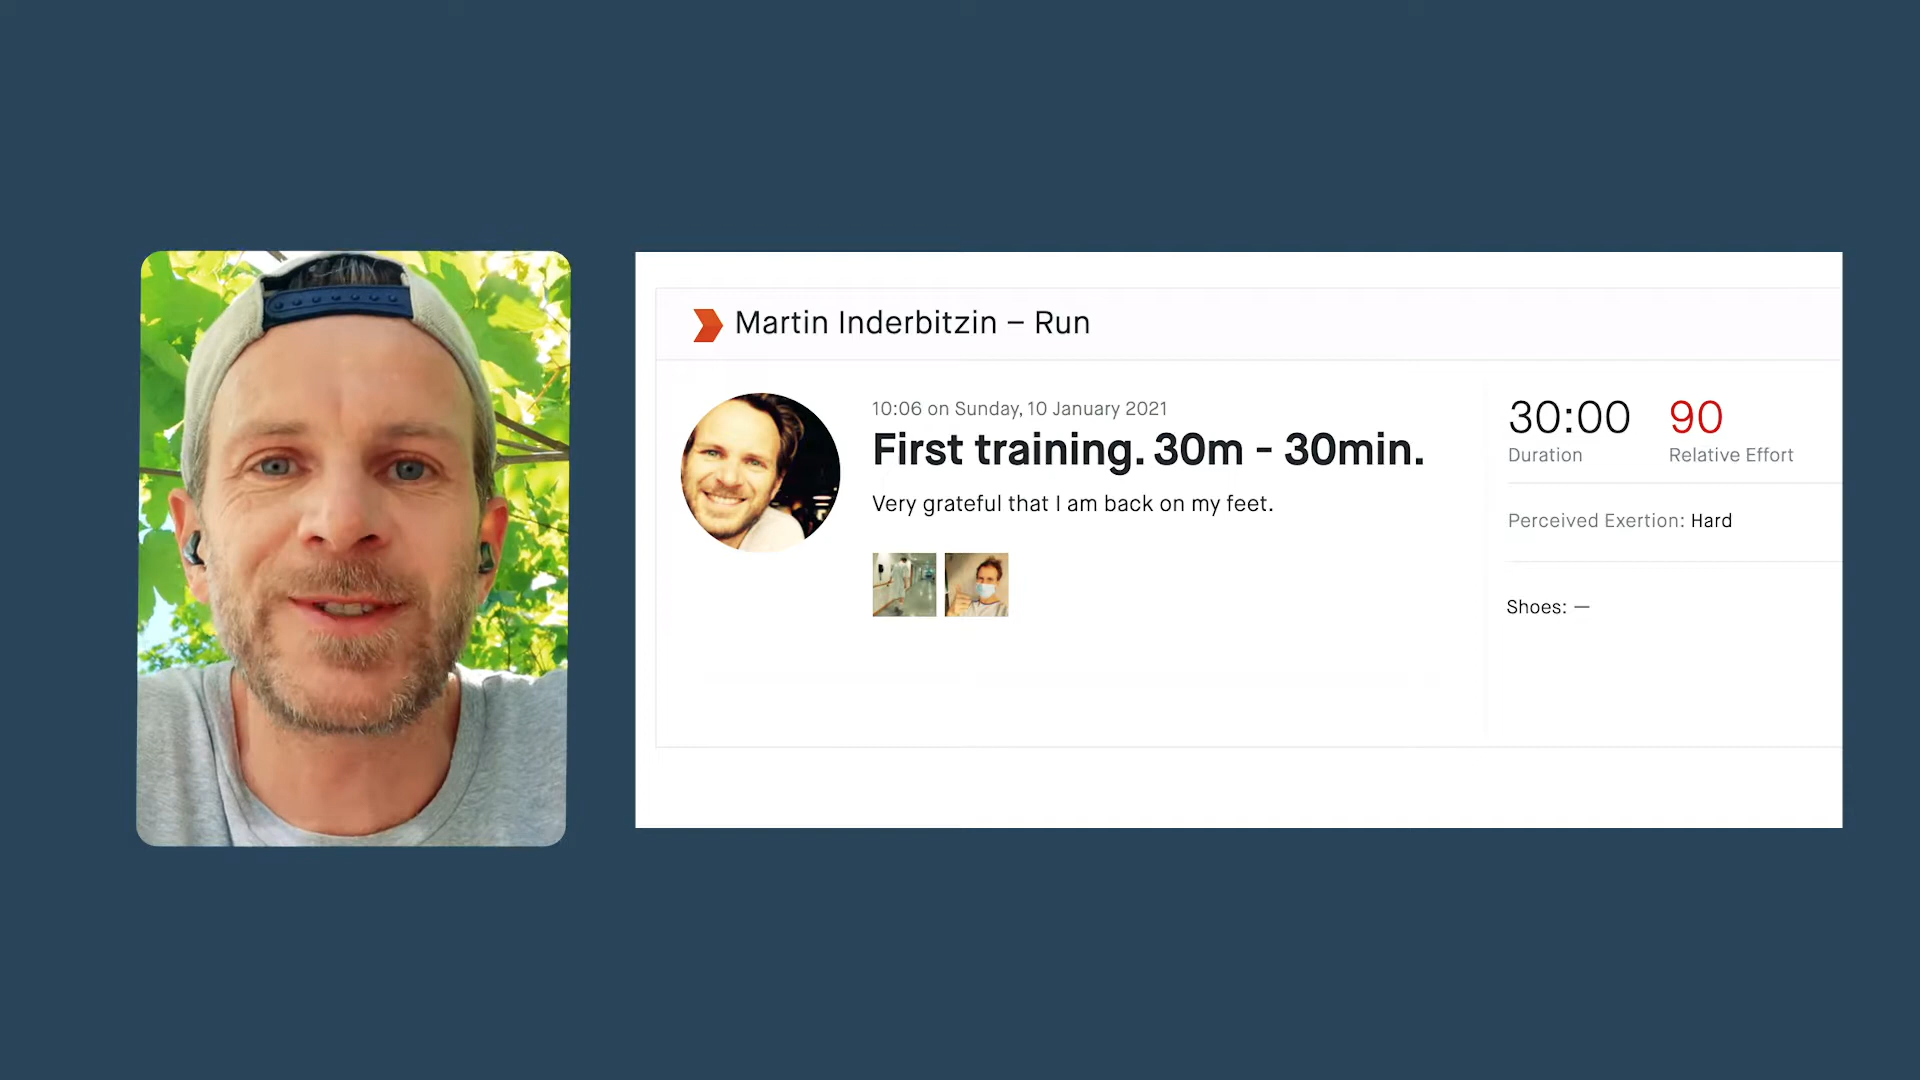 Martin Inderbitzin – Run
10:06 on Sunday, 10 January 2021
First training. 30m - 30min.
Very grateful that I am back on my feet.
30:00
Duration
90
Relative Effort
Perceived Exertion: Hard
Shoes: —